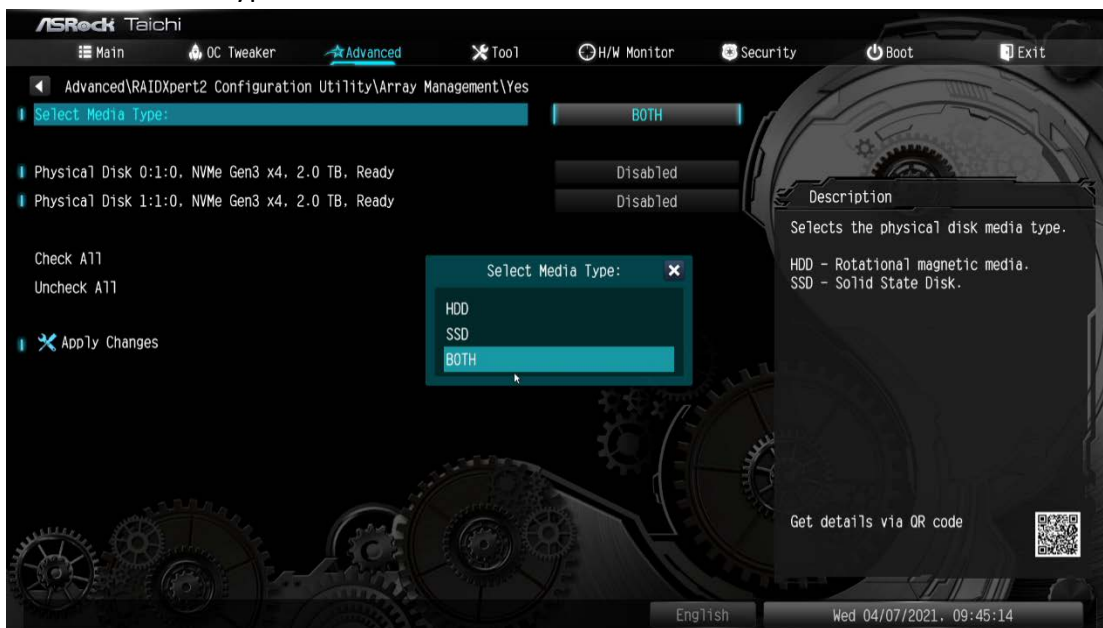 ASRock Taichi
Main OC Tweaker Advanced Tool H/W Monitor Security Boot Exit
Advanced\RAIDXpert2 Configuration Utility\Array Management\Yes
Select Media Type: BOTH
Physical Disk 0:1:0, NVMe Gen3 x4, 2.0 TB, Ready Disabled
Physical Disk 1:1:0, NVMe Gen3 x4, 2.0 TB, Ready Disabled
Check All
Uncheck All
Apply Changes
Select Media Type:
HDD
SSD
BOTH
Description
Selects the physical disk media type.
HDD - Rotational magnetic media.
SSD - Solid State Disk.
Get details via QR code
English Wed 04/07/2021, 09:45:14